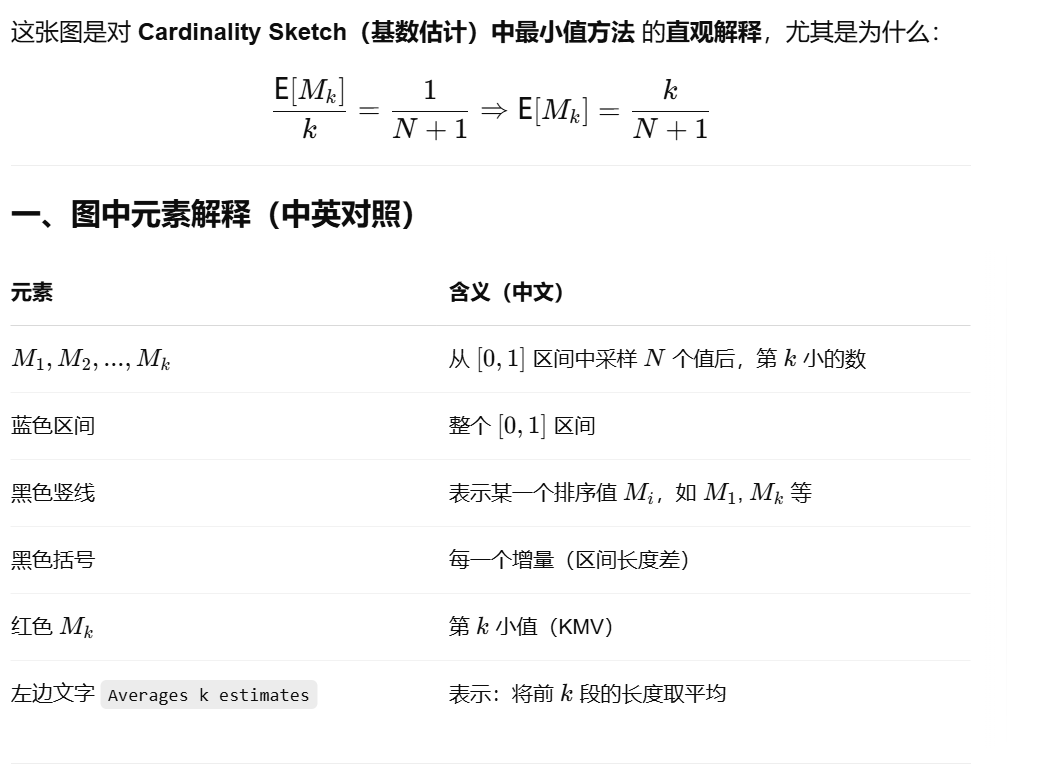 这张图是对 Cardinality Sketch（基数估计）中最小值方法 的直观解释，尤其是为什么：
E[M_k]/k = 1/(N+1) ⇒ E[M_k] = k/(N+1)
一、图中元素解释（中英对照）
元素 含义（中文）
M_1, M_2, ..., M_k 从 [0, 1] 区间中采样 N 个值后，第 k 小的数
蓝色区间 整个 [0, 1] 区间
黑色竖线 表示某一个排序值 M_i，如 M_1, M_k 等
黑色括号 每一个增量（区间长度差）
红色 M_k 第 k 小值（KMV）
左边文字 Averages k estimates 表示：将前 k 段的长度取平均